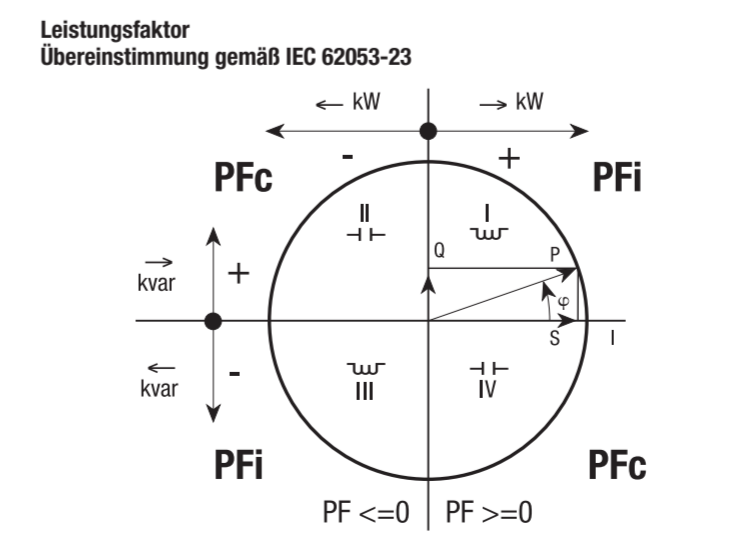 Leistungsfaktor
Übereinstimmung gemäß IEC 62053-23
← kW → kW
- +
PFc PFi
II I
Q P
→
kvar +
φ
S I
←
kvar -
III IV
PFi PFc
PF <=0 PF >=0